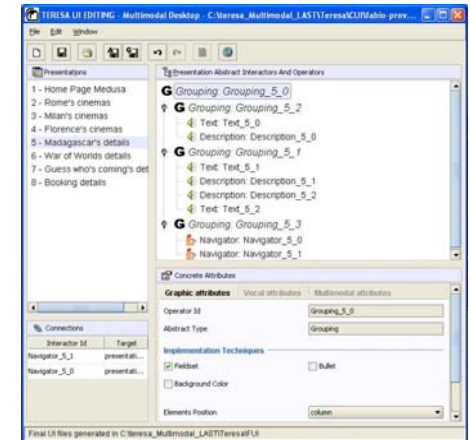 TERESA UI EDITING - Multimodal Desktop - C:\teresa_Multimodal_LAST\Teresa\CUI\fabio-prov...
File Edit Window
Presentations
1 - Home Page Medusa
2 - Rome's cinemas
3 - Milan's cinemas
4 - Florence's cinemas
5 - Madagascar's details
6 - War of Worlds details
7 - Guess who's coming's det
8 - Booking details
Presentation Abstract Interactors And Operators
G Grouping: Grouping_5_0
G Grouping: Grouping_5_2
Text: Text_5_0
Description: Description_5_0
G Grouping: Grouping_5_1
Text: Text_5_1
Description: Description_5_1
Description: Description_5_2
Text: Text_5_2
G Grouping: Grouping_5_3
Navigator: Navigator_5_0
Navigator: Navigator_5_1
Connections
Interactor Id Target
Navigator_5_1 presentati...
Navigator_5_0 presentati...
Concrete Attributes
Graphic attributes Vocal attributes Multimodal attributes
Operator Id Grouping_5_0
Abstract Type Grouping
Implementation Techniques
Fieldset Bullet
Background Color
Elements Position column
Final UI files generated in C:\teresa_Multimodal_LAST\Teresa\FUI